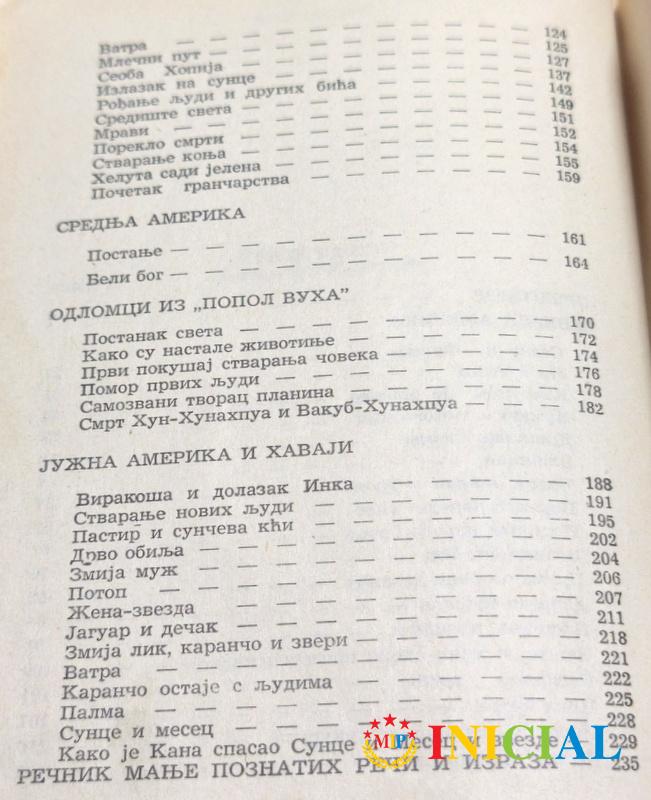 Ватра — — — — — — — — — — 124
Млечни пут — — — — — — — — — 125
Сеоба Хопија — — — — — — — — 127
Излазак на сунце — — — — — — — 137
Рођање људи и других бића — — — — — 142
Средиште света — — — — — — — — 149
Мрави — — — — — — — — — — 151
Порекло смрти — — — — — — — — 152
Стварање коња — — — — — — — — 154
Хелута сади јелена — — — — — — — 155
Почетак гранчарства — — — — — — — 159
СРЕДЊА АМЕРИКА
Постање — — — — — — — — — — 161
Бели бог — — — — — — — — — — 164
ОДЛОМЦИ ИЗ „ПОПОЛ ВУХА”
Постанак света — — — — — — — — 170
Како су настале животиње — — — — — 172
Први покушај стварања човека — — — — 174
Помор првих људи — — — — — — — 176
Самозвани творац планина — — — — — 178
Смрт Хун-Хунахпуа и Вакуб-Хунахпуа — — — 182
ЈУЖНА АМЕРИКА И ХАВАЈИ
Виракоша и долазак Инка — — — — — — 188
Стварање нових људи — — — — — — — 191
Пастир и сунчева кћи — — — — — — — 195
Дрво обиља — — — — — — — — — 202
Змија муж — — — — — — — — — — 204
Потоп — — — — — — — — — — — 206
Жена-звезда — — — — — — — — — 207
Јагуар и дечак — — — — — — — — 211
Змија лик, каранчо и звери — — — — — 218
Ватра — — — — — — — — — — — 221
Каранчо остаје с људима — — — — — — 222
Палма — — — — — — — — — — — 225
Сунце и месец — — — — — — — — 228
Како је Кана спасао Сунце и Месец и звезде — 229
РЕЧНИК МАЊЕ ПОЗНАТИХ РЕЧИ И ИЗРАЗА — 235
MP INICIAL